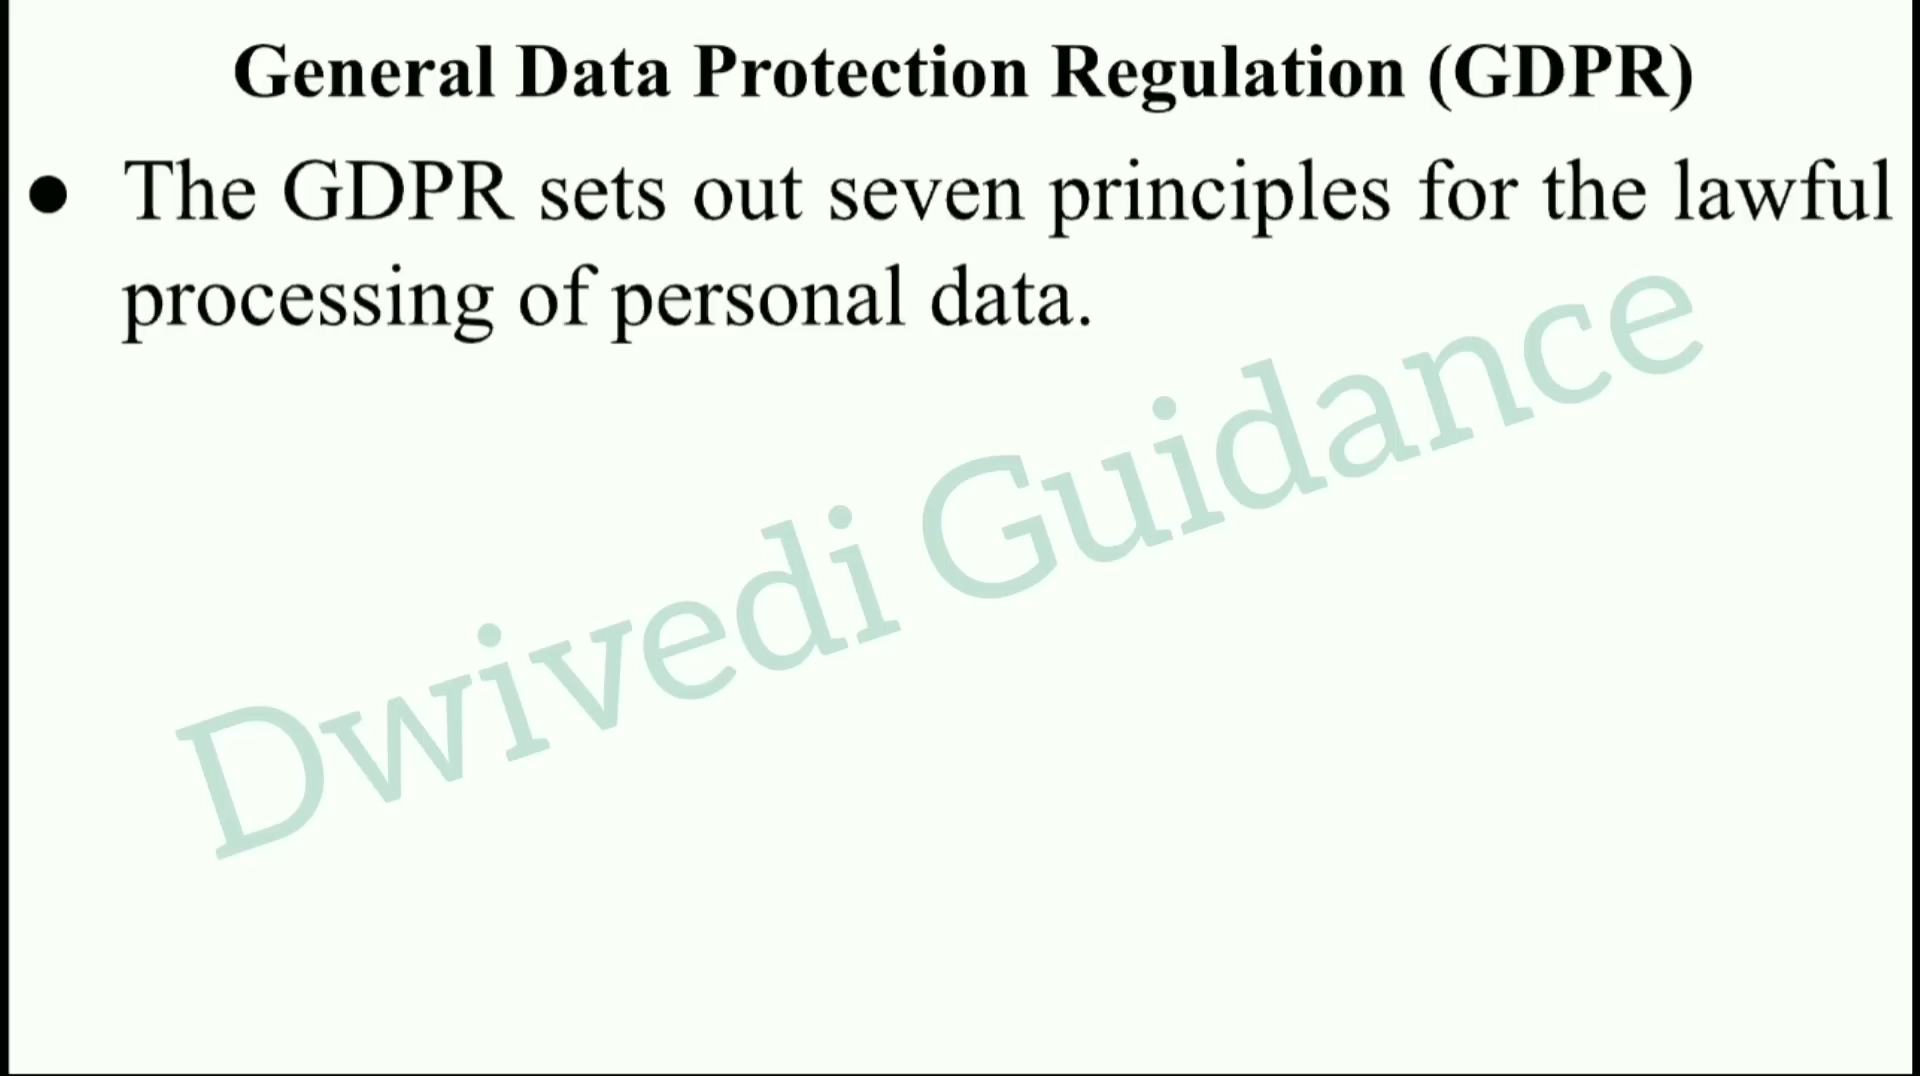 General Data Protection Regulation (GDPR)
● The GDPR sets out seven principles for the lawful
processing of personal data.
Dwivedi Guidance